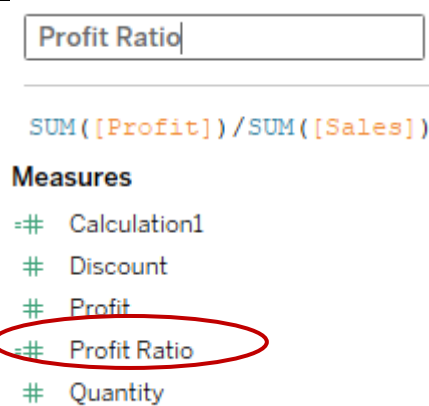 Profit Ratio
SUM([Profit])/SUM([Sales])
Measures
=# Calculation1
# Discount
# Profit
=# Profit Ratio
# Quantity